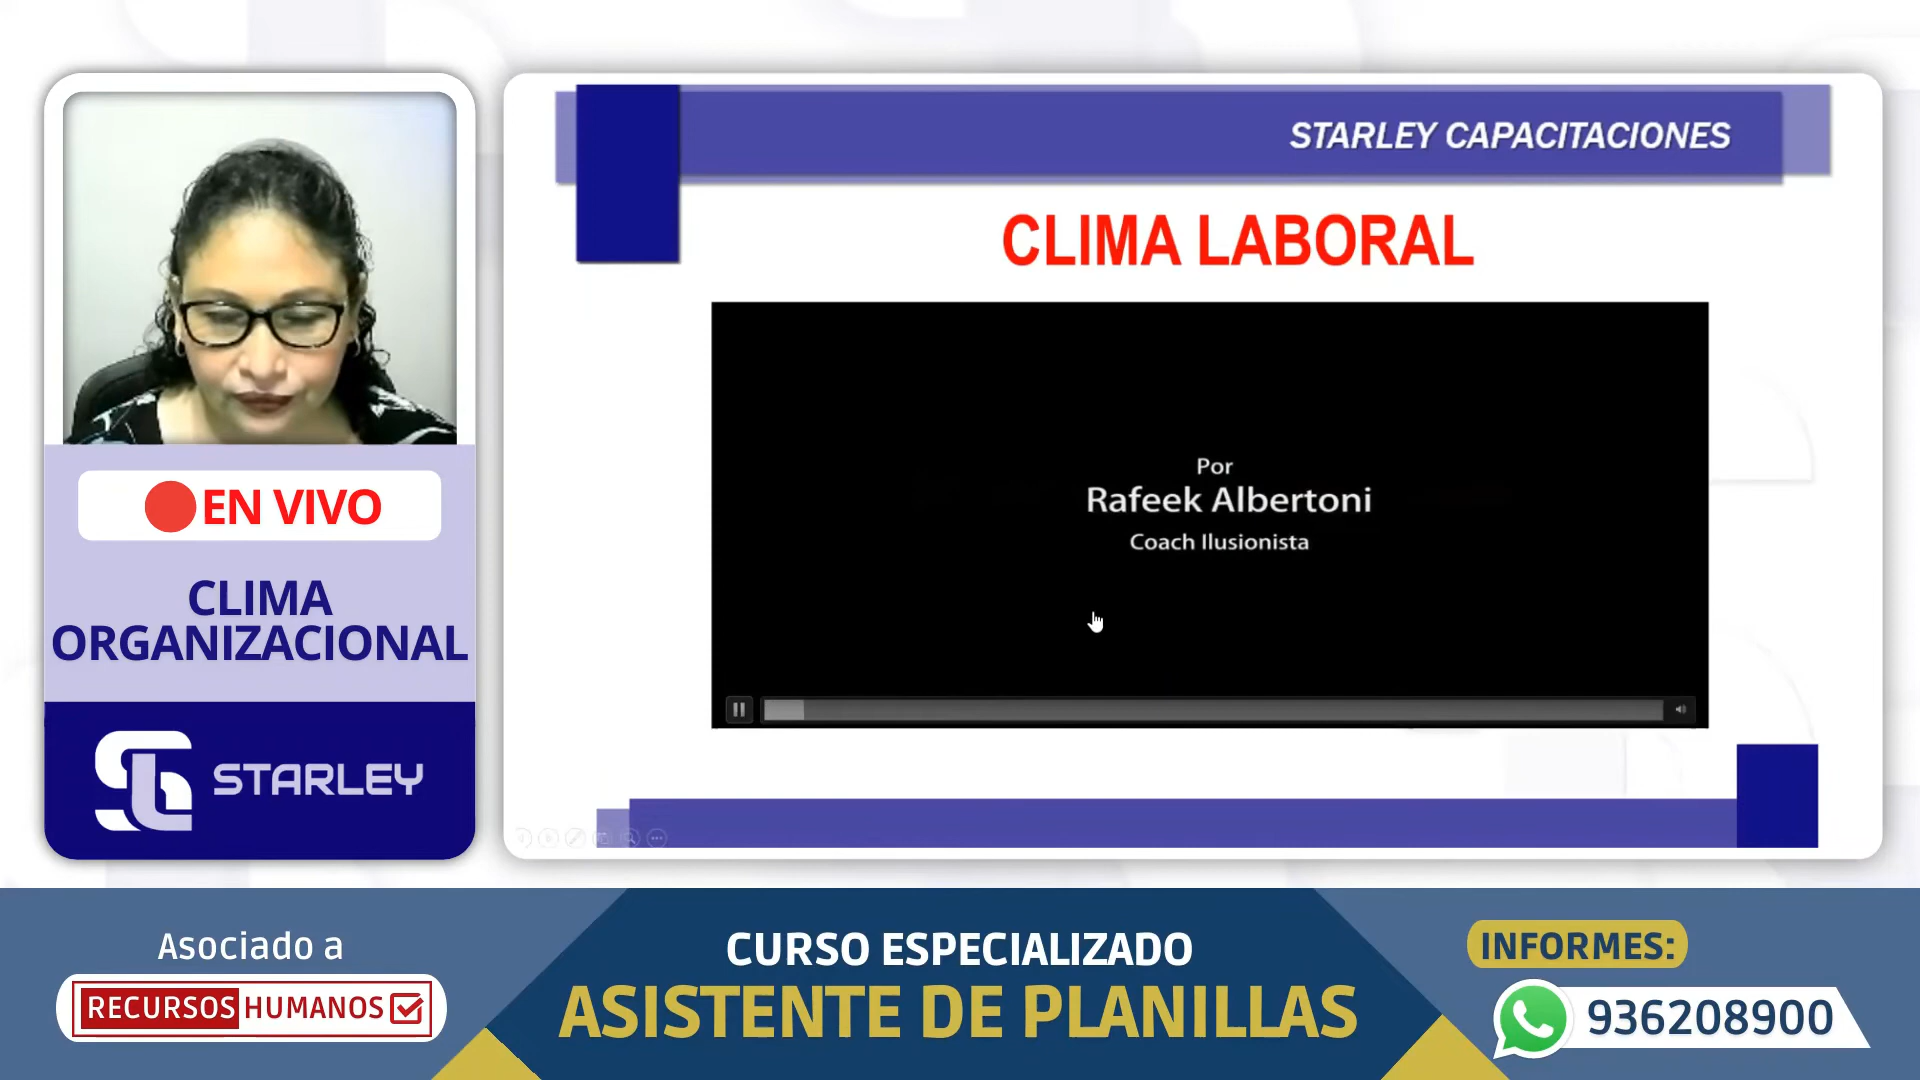 EN VIVO
CLIMA
ORGANIZACIONAL
STARLEY
STARLEY CAPACITACIONES
CLIMA LABORAL
Por
Rafeek Albertoni
Coach Ilusionista
Asociado a
RECURSOS HUMANOS
CURSO ESPECIALIZADO
ASISTENTE DE PLANILLAS
INFORMES:
936208900